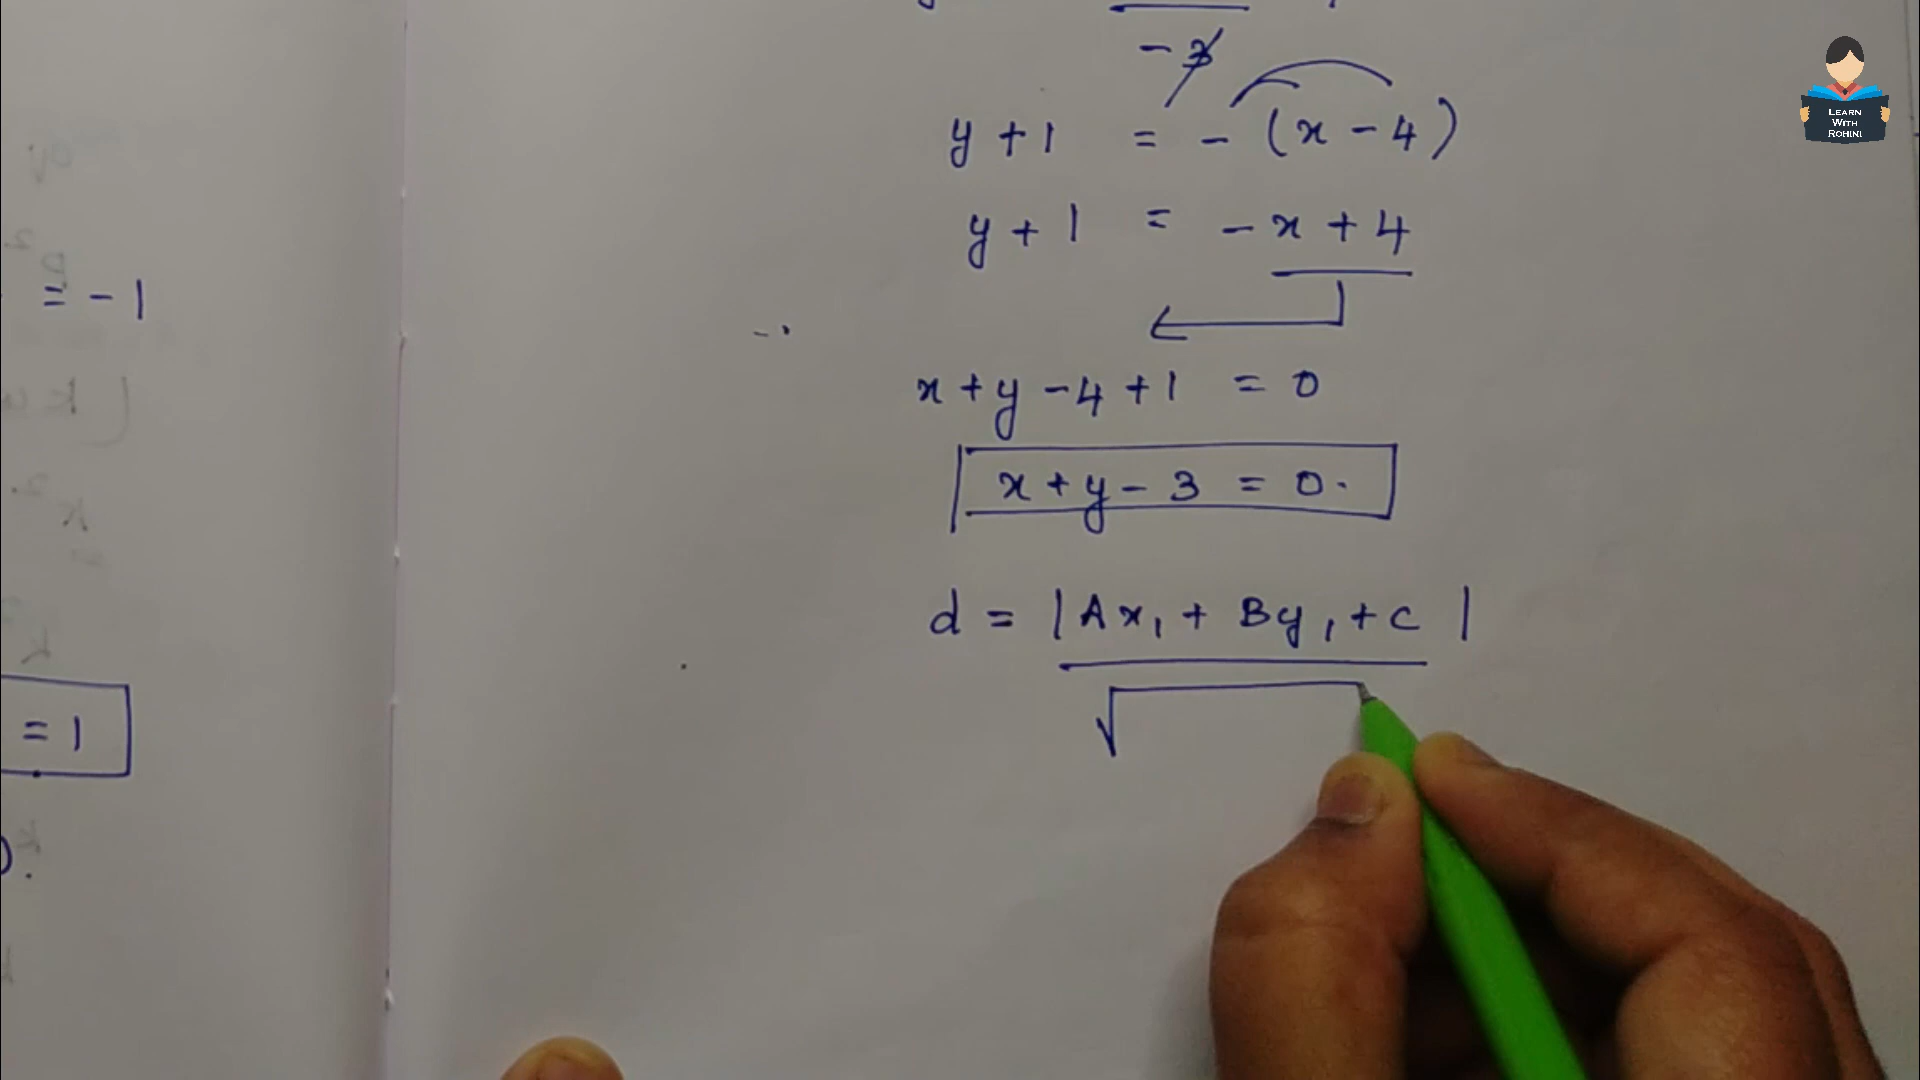 - 3
y + 1 = - (x - 4)
y + 1 = - x + 4
x + y - 4 + 1 = 0
x + y - 3 = 0.
d = | Ax₁ + By₁ + C |
√
= - 1
= 1
LEARN
WITH
ROHINI